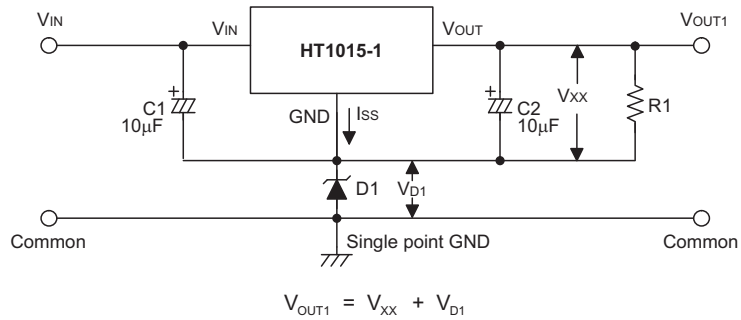 VIN VIN HT1015-1 VOUT VOUT1
C1
10μF
GND ISS
C2
10μF
VXX
R1
D1 VD1
Common Single point GND Common
VOUT1 = VXX + VD1